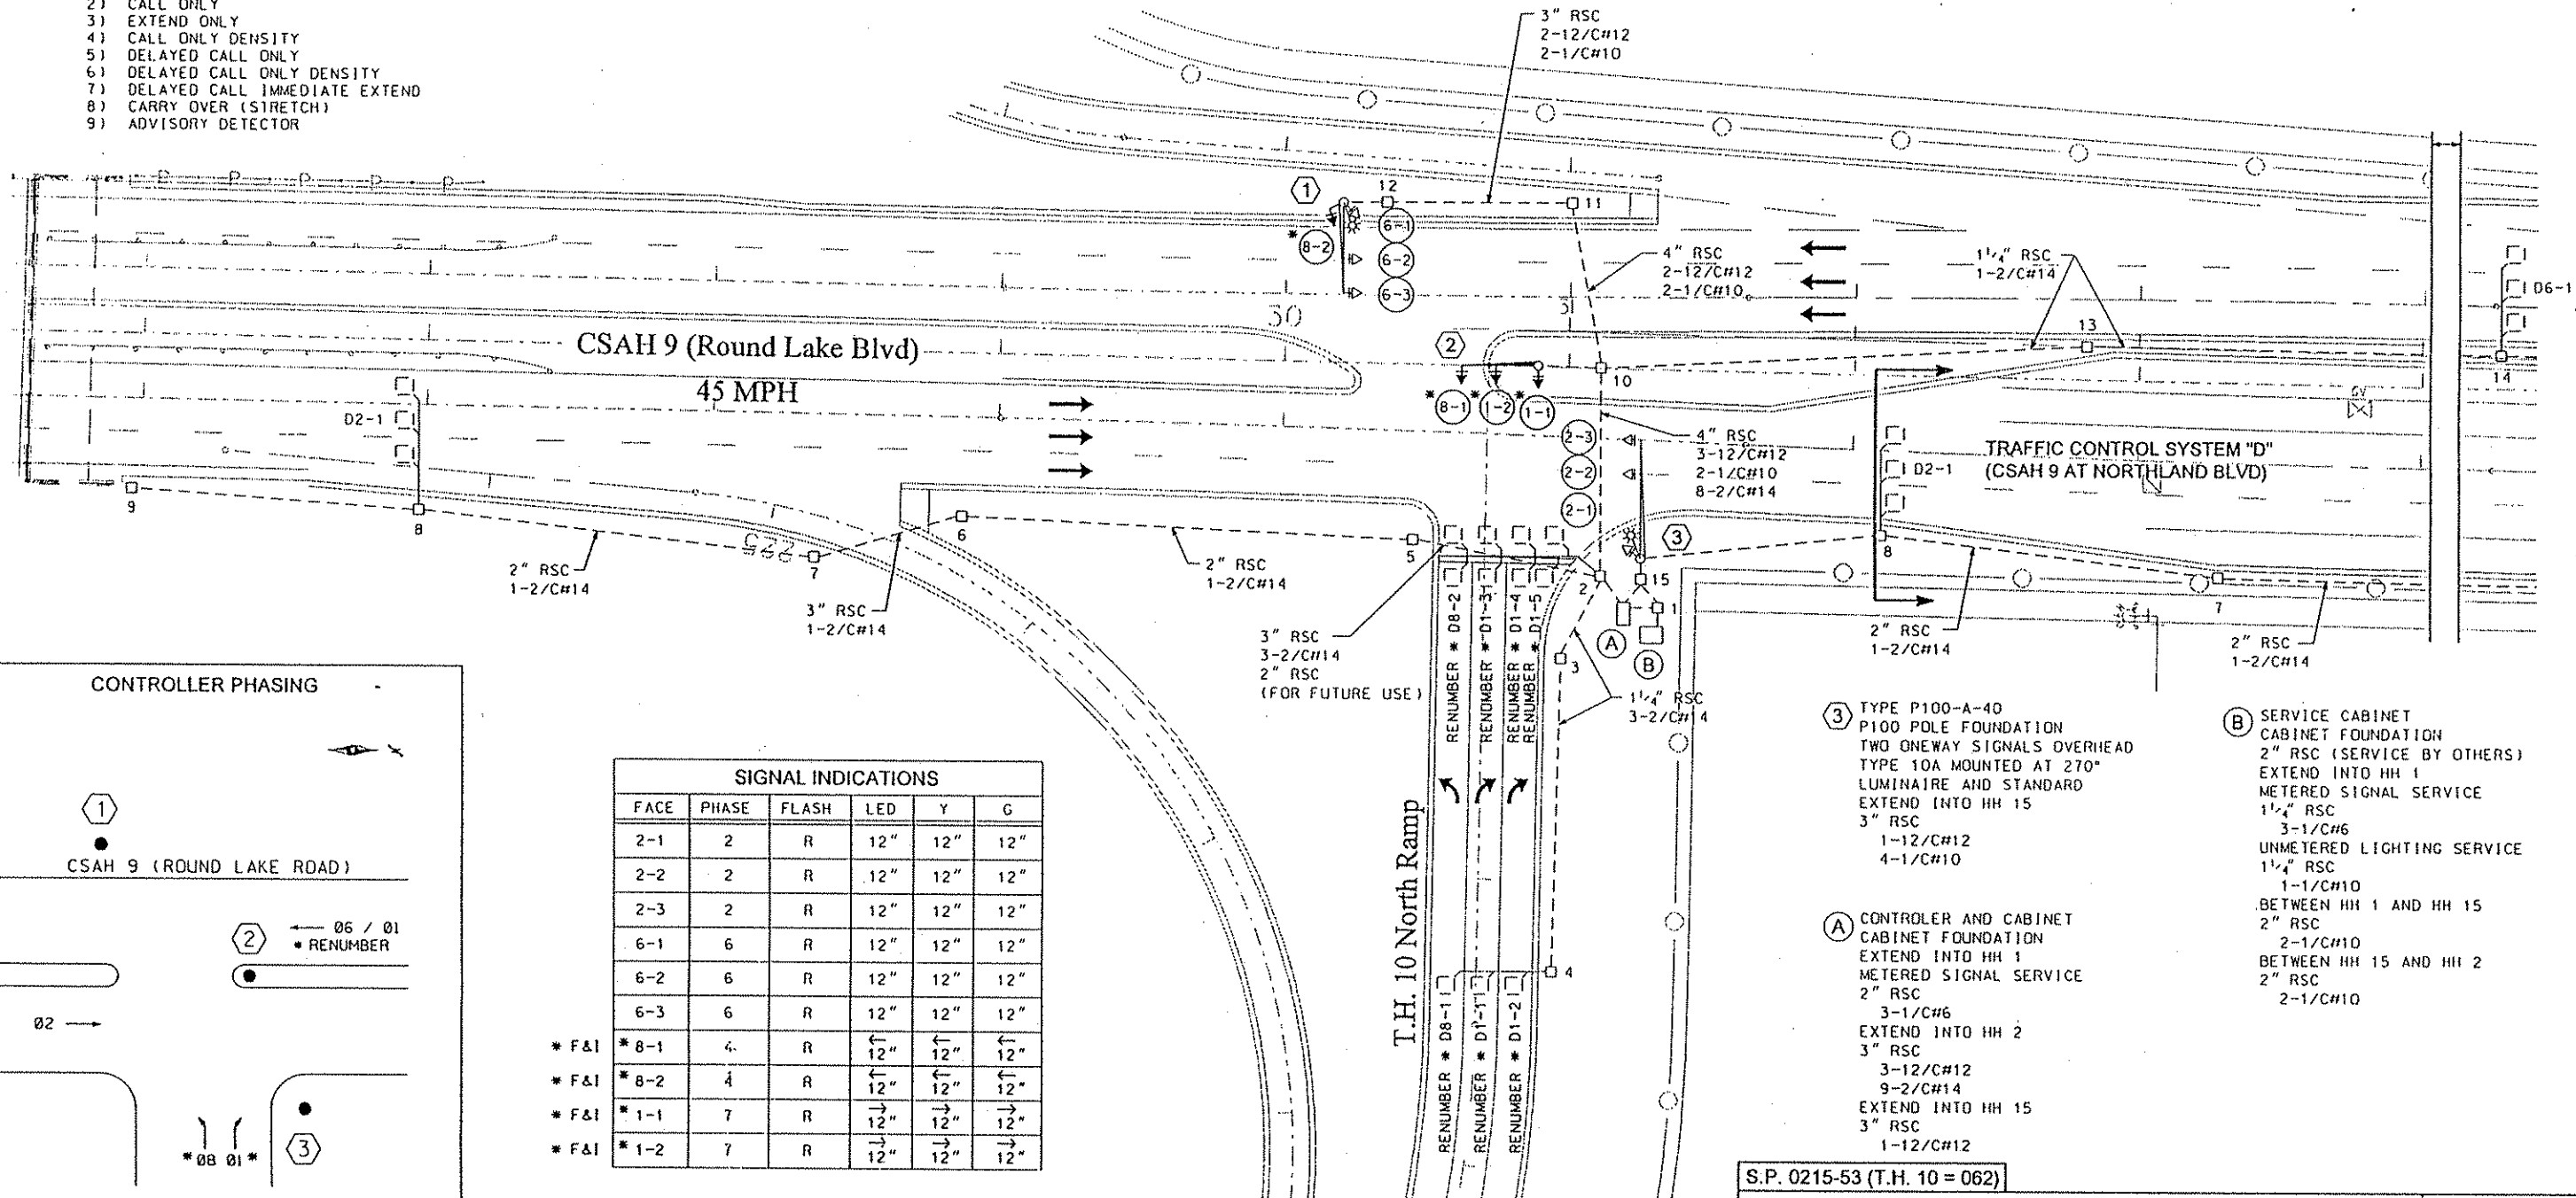 2) CALL ONLY
3) EXTEND ONLY
4) CALL ONLY DENSITY
5) DELAYED CALL ONLY
6) DELAYED CALL ONLY DENSITY
7) DELAYED CALL IMMEDIATE EXTEND
8) CARRY OVER (STRETCH)
9) ADVISORY DETECTOR
3" RSC
2-12/C#12
2-1/C#10
P P P P P
1
12
11
* 8-2
6-1
6-2
6-3
4" RSC
2-12/C#12
2-1/C#10
1 1/4" RSC
1-2/C#14
D6-1
30
CSAH 9 (Round Lake Blvd)
45 MPH
2
10
13
14
* 8-1
* 1-2
* 1-1
GV
D2-1
2-3
2-2
2-1
4" RSC
3-12/C#12
2-1/C#10
8-2/C#14
D2-1
TRAFFIC CONTROL SYSTEM "D"
(CSAH 9 AT NORTHLAND BLVD)
9
8
7
6
5
225
3
8
7
2
15
1
3
4
A
B
2" RSC
1-2/C#14
3" RSC
1-2/C#14
2" RSC
1-2/C#14
3" RSC
3-2/C#14
2" RSC
(FOR FUTURE USE)
RENUMBER * D8-2
RENUMBER * D1-3
RENUMBER * D1-4
RENUMBER * D1-5
1 1/4" RSC
3-2/C#14
2" RSC
1-2/C#14
2" RSC
1-2/C#14
T.H. 10 North Ramp
RENUMBER * D8-1
RENUMBER * D1-1
RENUMBER * D1-2
CONTROLLER PHASING
1
CSAH 9 (ROUND LAKE ROAD)
2
← 06 / 01
* RENUMBER
02 →
* 08 01 *
3
SIGNAL INDICATIONS
FACE PHASE FLASH LED Y G
2-1 2 R 12" 12" 12"
2-2 2 R 12" 12" 12"
2-3 2 R 12" 12" 12"
6-1 6 R 12" 12" 12"
6-2 6 R 12" 12" 12"
6-3 6 R 12" 12" 12"
* F&I * 8-1 4 R ← 12" ← 12" ← 12"
* F&I * 8-2 4 R ← 12" ← 12" ← 12"
* F&I * 1-1 7 R → 12" → 12" → 12"
* F&I * 1-2 7 R → 12" → 12" → 12"
3 TYPE P100-A-40
P100 POLE FOUNDATION
TWO ONEWAY SIGNALS OVERHEAD
TYPE 10A MOUNTED AT 270°
LUMINAIRE AND STANDARD
EXTEND INTO HH 15
3" RSC
1-12/C#12
4-1/C#10
A CONTROLER AND CABINET
CABINET FOUNDATION
EXTEND INTO HH 1
METERED SIGNAL SERVICE
2" RSC
3-1/C#6
EXTEND INTO HH 2
3" RSC
3-12/C#12
9-2/C#14
EXTEND INTO HH 15
3" RSC
1-12/C#12
B SERVICE CABINET
CABINET FOUNDATION
2" RSC (SERVICE BY OTHERS)
EXTEND INTO HH 1
METERED SIGNAL SERVICE
1 1/4" RSC
3-1/C#6
UNMETERED LIGHTING SERVICE
1 1/4" RSC
1-1/C#10
BETWEEN HH 1 AND HH 15
2" RSC
2-1/C#10
BETWEEN HH 15 AND HH 2
2" RSC
2-1/C#10
S.P. 0215-53 (T.H. 10 = 062)